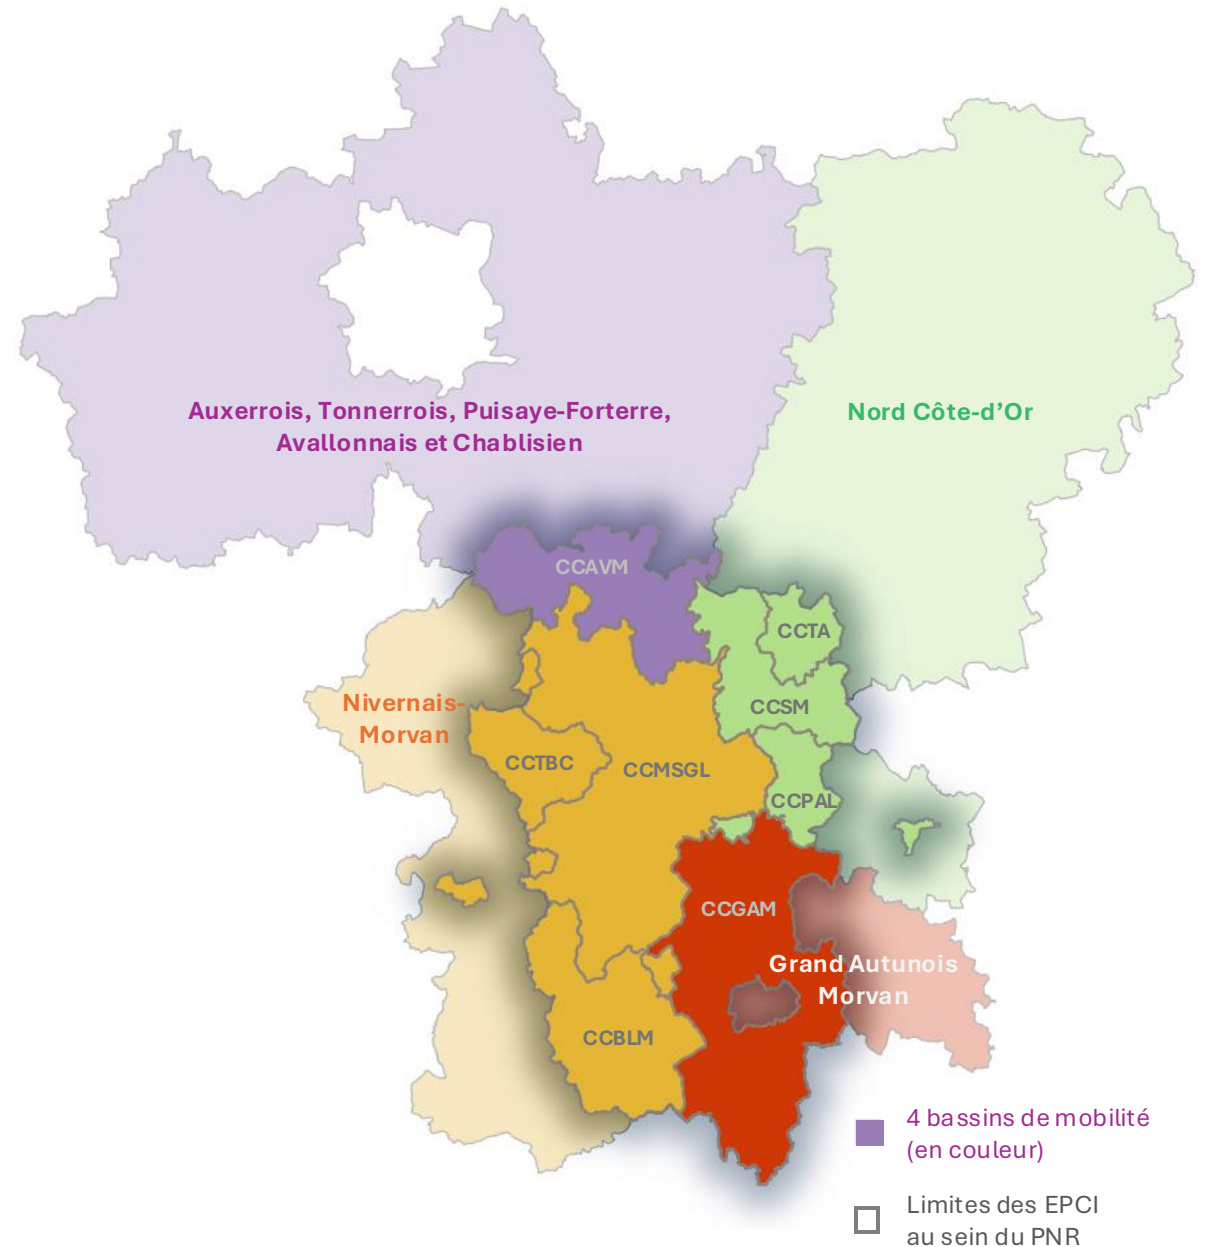 Auxerrois, Tonnerrois, Puisaye-Forterre,
Avallonnais et Chablisien
Nord Côte-d’Or
CCAVM
CCTA
Nivernais-
Morvan
CCSM
CCTBC
CCMSGL
CCPAL
CCGAM
Grand Autunois
Morvan
CCBLM
4 bassins de mobilité
(en couleur)
Limites des EPCI
au sein du PNR